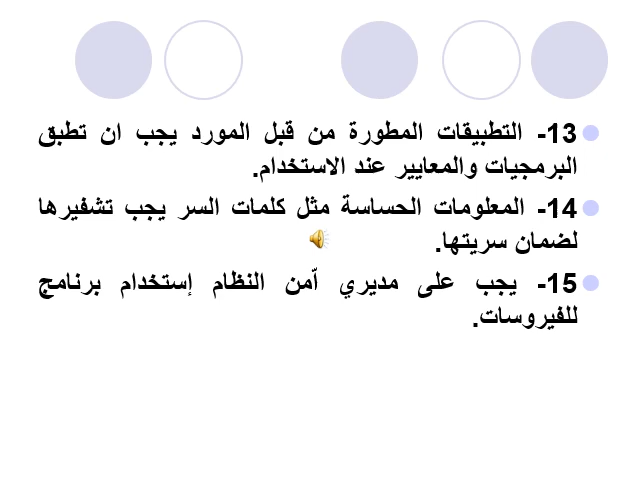 13- التطبيقات المطورة من قبل المورد يجب ان تطبق
البرمجيات والمعايير عند الاستخدام.
14- المعلومات الحساسة مثل كلمات السر يجب تشفيرها
لضمان سريتها.
15- يجب على مديري آمن النظام إستخدام برنامج
للفيروسات.